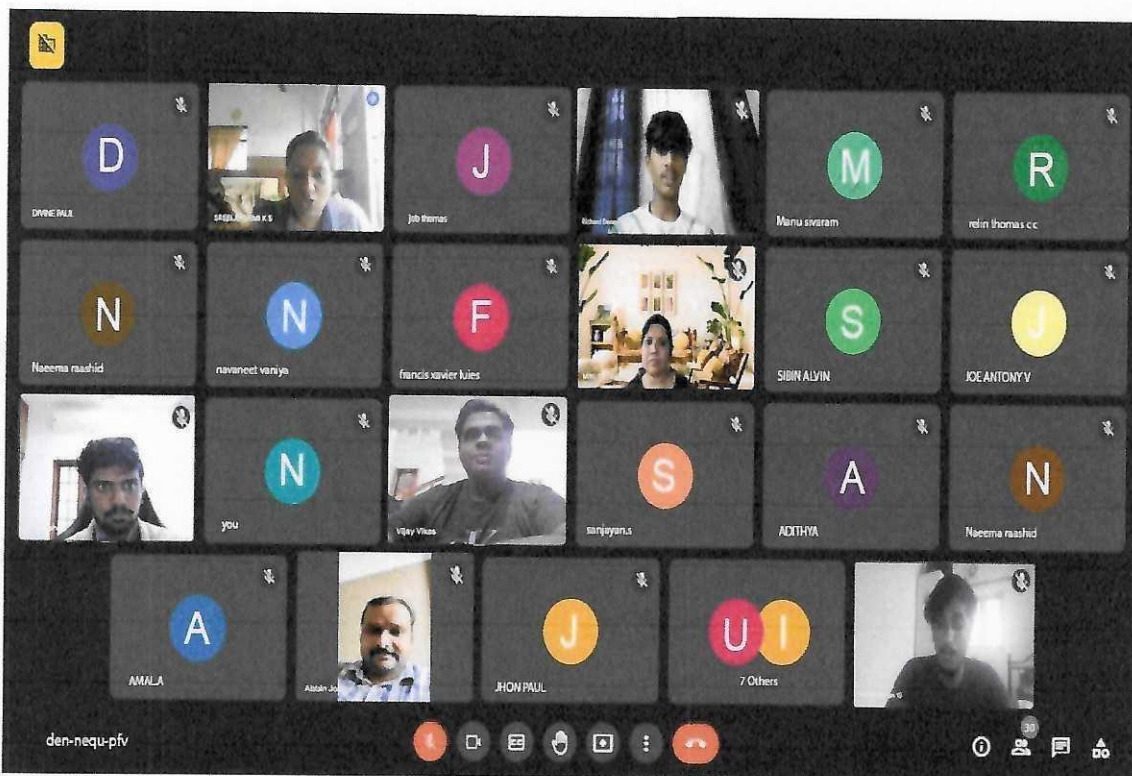 D
DIVINE PAUL
J
job thomas
M
Manu sivaram
R
relin thomas cc
N
Naeema raashid
N
navaneet vaniya
F
francis xavier luies
S
SIBIN ALVIN
J
JOE ANTONY V
N
you
Vijay Vikas
S
sanjayan.s
A
ADITHYA
N
Naeema raashid
A
AMALA
J
JHON PAUL
U I
7 Others
den-nequ-pfv
30